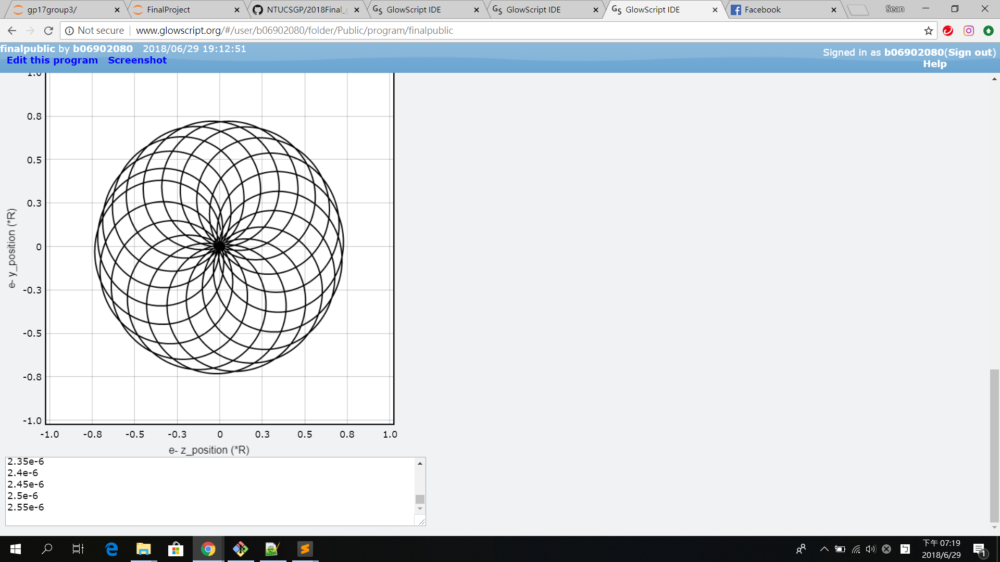 gp17group3/
FinalProject
NTUCSGP/2018Final_
GlowScript IDE
GlowScript IDE
GlowScript IDE
Facebook
Sean
Not secure
www.glowscript.org/#/user/b06902080/folder/Public/program/finalpublic
finalpublic by b06902080 2018/06/29 19:12:51
Signed in as b06902080(Sign out)
Edit this program Screenshot
Help
1.0
0.8
0.5
0.3
0
-0.3
-0.5
-0.8
-1.0
e- y_position (*R)
-1.0 -0.8 -0.5 -0.3 0 0.3 0.5 0.8 1.0
e- z_position (*R)
2.35e-6
2.4e-6
2.45e-6
2.5e-6
2.55e-6
下午 07:19
2018/6/29
1